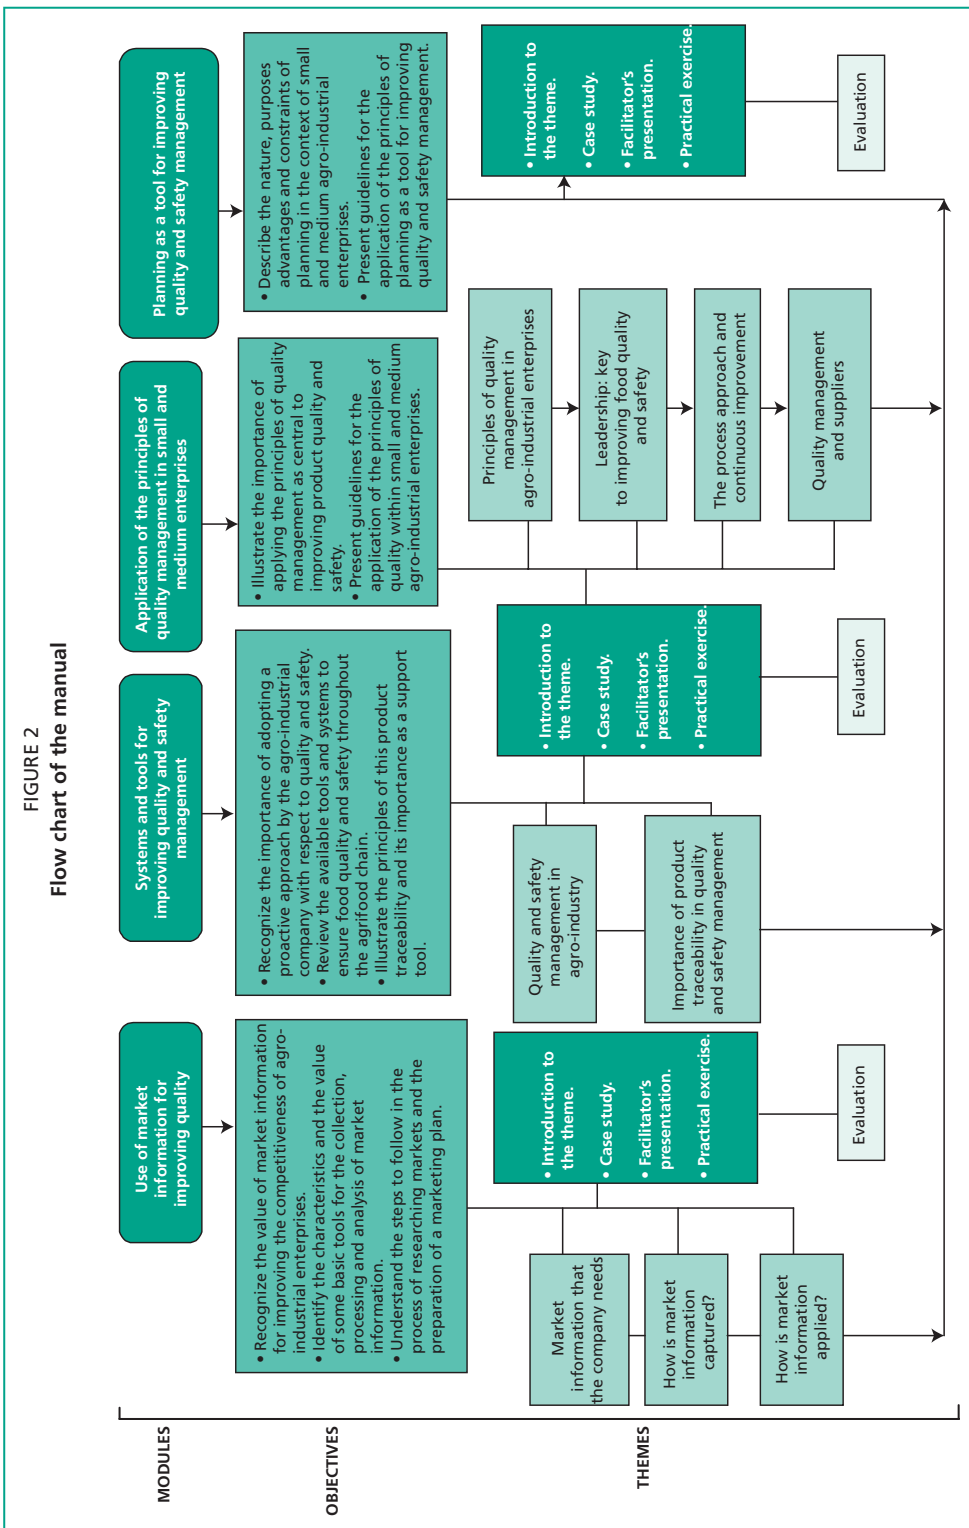 FIGURE 2
Flow chart of the manual
MODULES
Use of market
information for
improving quality
Systems and tools for
improving quality and safety
management
Application of the principles of
quality management in small and
medium enterprises
Planning as a tool for improving
quality and safety management
OBJECTIVES
• Recognize the value of market information
for improving the competitiveness of agro-
industrial enterprises.
• Identify the characteristics and the value
of some basic tools for the collection,
processing and analysis of market
information.
• Understand the steps to follow in the
process of researching markets and the
preparation of a marketing plan.
• Recognize the importance of adopting a
proactive approach by the agro-industrial
company with respect to quality and safety.
• Review the available tools and systems to
ensure food quality and safety throughout
the agrifood chain.
• Illustrate the principles of this product
traceability and its importance as a support
tool.
• Illustrate the importance of
applying the principles of quality
management as central to
improving product quality and
safety.
• Present guidelines for the
application of the principles of
quality within small and medium
agro-industrial enterprises.
• Describe the nature, purposes
advantages and constraints of
planning in the context of small
and medium agro-industrial
enterprises.
• Present guidelines for the
application of the principles of
planning as a tool for improving
quality and safety management.
THEMES
Market
information that
the company needs
How is market
information
captured?
How is market
information
applied?
• Introduction to
the theme.
• Case study.
• Facilitator's
presentation.
• Practical exercise.
Evaluation
Quality and safety
management in
agro-industry
Importance of product
traceability in quality
and safety management
• Introduction to
the theme.
• Case study.
• Facilitator's
presentation.
• Practical exercise.
Evaluation
Principles of quality
management in
agro-industrial enterprises
Leadership: key
to improving food quality
and safety
The process approach and
continuous improvement
Quality management
and suppliers
• Introduction to
the theme.
• Case study.
• Facilitator's
presentation.
• Practical exercise.
Evaluation